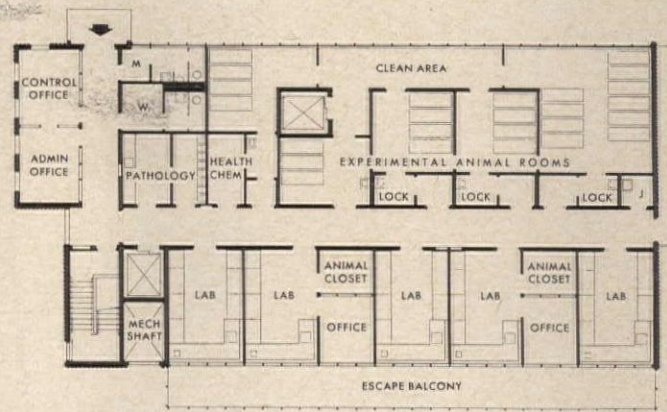 M
CLEAN AREA
CONTROL
OFFICE
W
ADMIN
OFFICE
PATHOLOGY
HEALTH
CHEM
EXPERIMENTAL ANIMAL ROOMS
LOCK
LOCK
LOCK
J
LAB
LAB
ANIMAL
CLOSET
OFFICE
LAB
LAB
ANIMAL
CLOSET
OFFICE
LAB
MECH
SHAFT
ESCAPE BALCONY